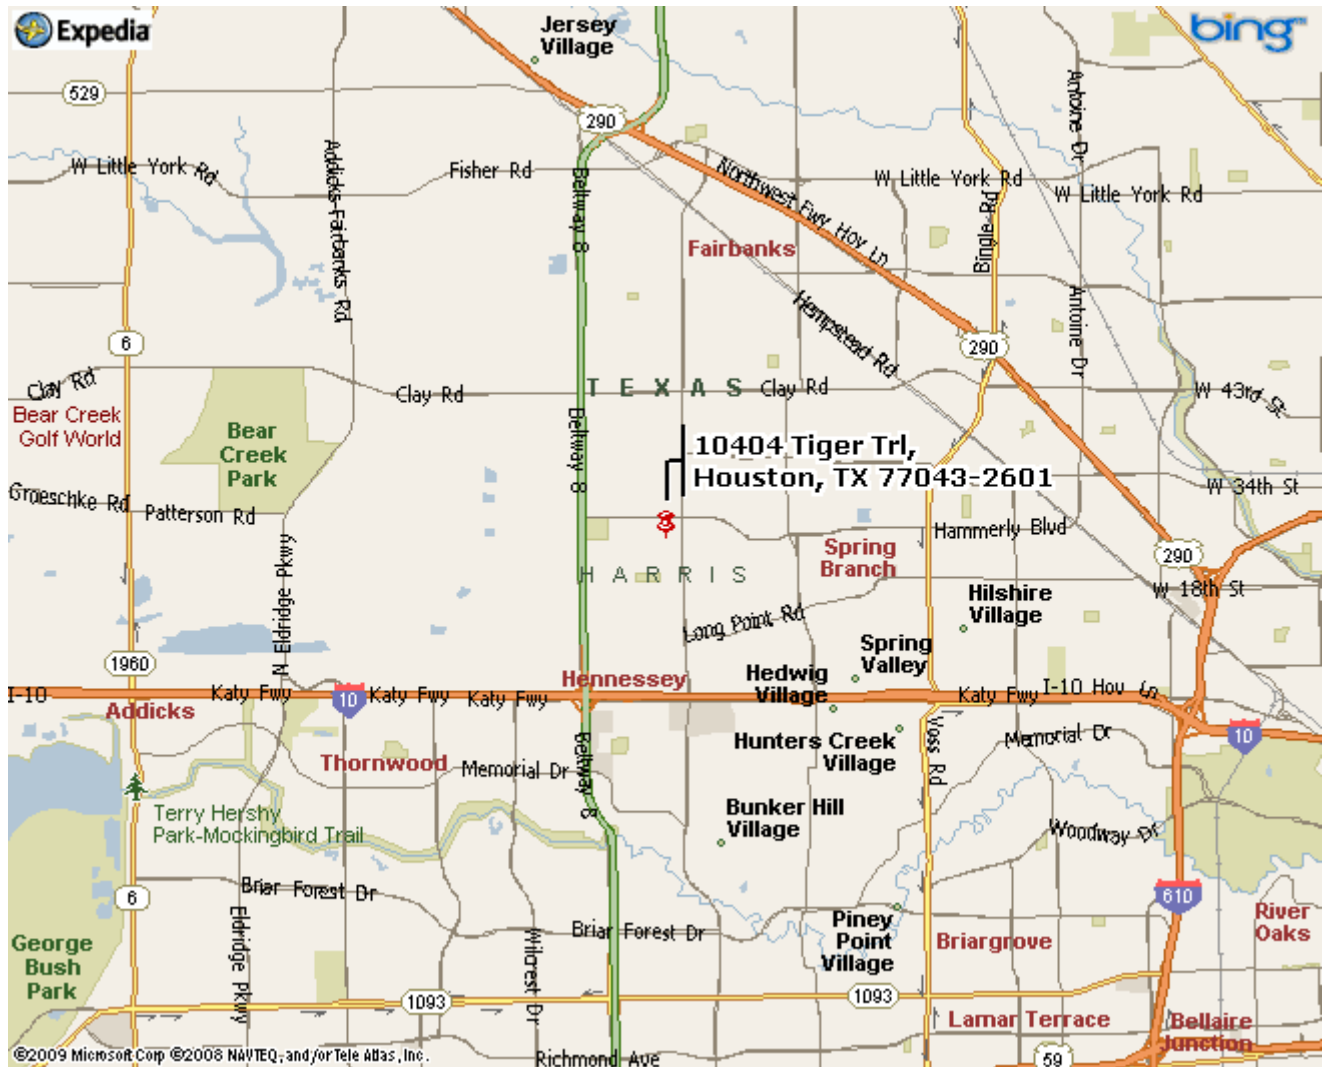 Expedia
bing™
Jersey
Village
529
290
Antoine Dr
W Little York Rd
Addicks-Fairbanks Rd
Fisher Rd
Beltway 8
Northwest Fwy Hov Ln
W Little York Rd
W Little York Rd
Bingle Rd
Fairbanks
Hempstead Rd
Antoine Dr
6
290
Clay Rd
Clay Rd
TEXAS
Clay Rd
W 43rd St
Bear Creek
Golf World
Bear
Creek
Park
Beltway 8
10404 Tiger Trl,
Houston, TX 77043-2601
Groeschke Rd
Patterson Rd
W 34th St
Hammerly Blvd
N Eldridge Pkwy
Spring
Branch
290
HARRIS
W 18th St
Hilshire
Village
Long Point Rd
Spring
Valley
1960
Hennessey
Hedwig
Village
I-10
Katy Fwy
10
Katy Fwy
Katy Fwy
Katy Fwy
I-10 Hov
Addicks
Hunters Creek
Village
Voss Rd
Memorial Dr
10
Thornwood
Memorial Dr
Beltway 8
Terry Hershy
Park-Mockingbird Trail
Bunker Hill
Village
Woodway Dr
6
Briar Forest Dr
610
Eldridge Pkwy
Wilcrest Dr
Briar Forest Dr
Piney
Point
Village
Briargrove
River
Oaks
George
Bush
Park
1093
1093
Lamar Terrace
Bellaire
Junction
59
Richmond Ave
©2009 Microsoft Corp ©2008 NAVTEQ, and/or Tele Atlas, Inc.